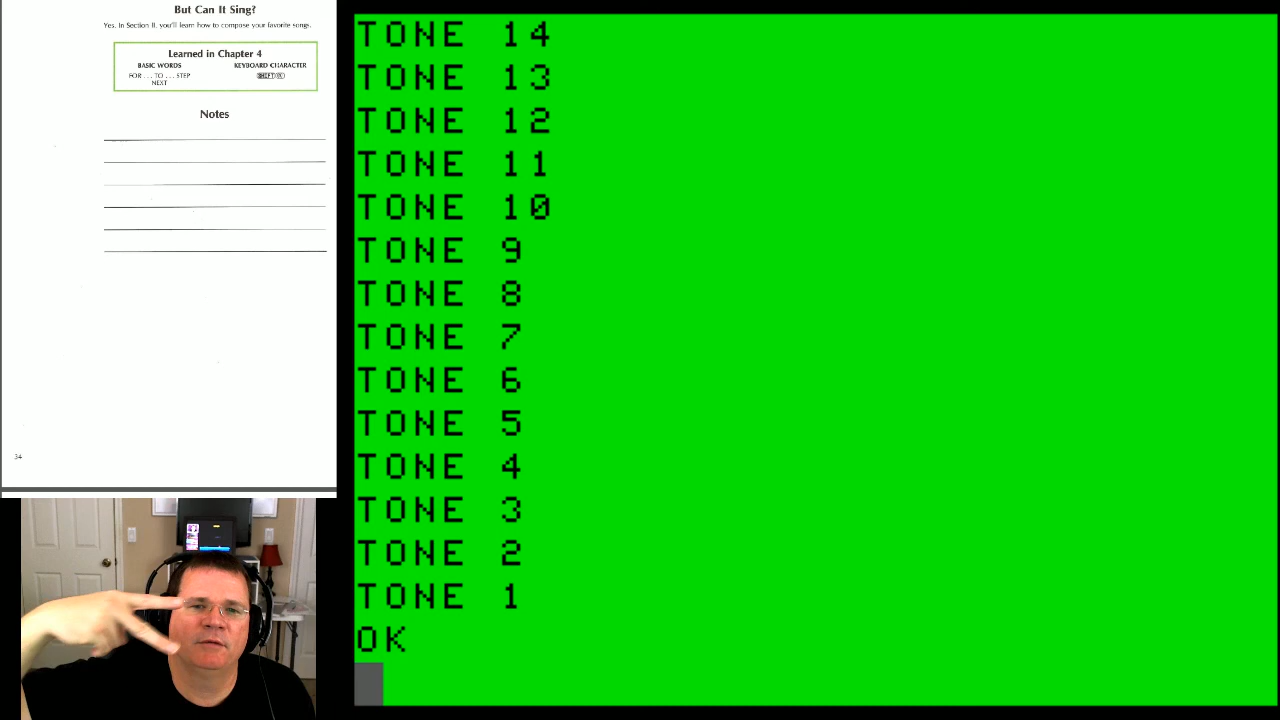 But Can It Sing?
Yes. In Section II, you'll learn how to compose your favorite songs.
Learned in Chapter 4
BASIC WORDS KEYBOARD CHARACTER
FOR . . . TO . . . STEP
NEXT
Notes
34
TONE 14
TONE 13
TONE 12
TONE 11
TONE 10
TONE 9
TONE 8
TONE 7
TONE 6
TONE 5
TONE 4
TONE 3
TONE 2
TONE 1
OK